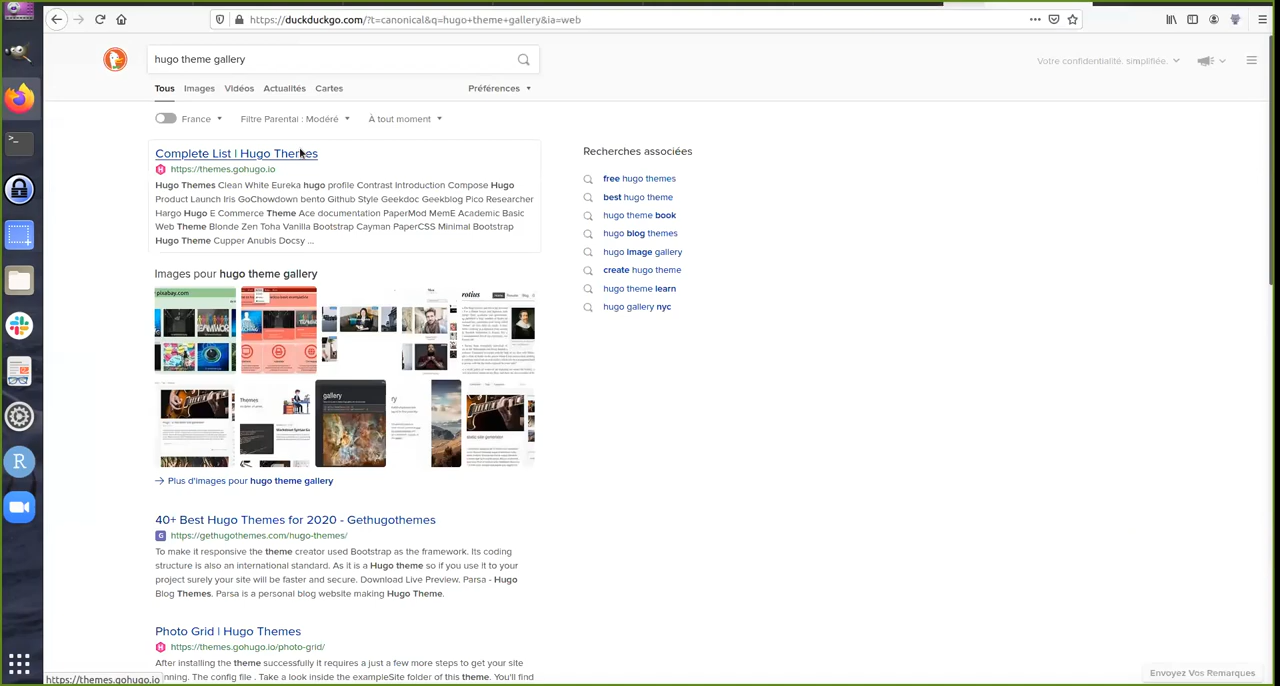 https://duckduckgo.com/?t=canonical&q=hugo+theme+gallery&ia=web
hugo theme gallery
Votre confidentialité. simplifiée.
Tous Images Vidéos Actualités Cartes Préférences
France Filtre Parental : Modéré À tout moment
Complete List | Hugo Themes
https://themes.gohugo.io
Hugo Themes Clean White Eureka hugo profile Contrast Introduction Compose Hugo
Product Launch Iris GoChowdown bento Github Style Geekdoc Geekblog Pico Researcher
Hargo Hugo E Commerce Theme Ace documentation PaperMod MemE Academic Basic
Web Theme Blonde Zen Toha Vanilla Bootstrap Cayman PaperCSS Minimal Bootstrap
Hugo Theme Cupper Anubis Docsy ...
Images pour hugo theme gallery
pixabay.com
rotius
Themes
gallery
Plus d'images pour hugo theme gallery
40+ Best Hugo Themes for 2020 - Gethugothemes
G https://gethugothemes.com/hugo-themes/
To make it responsive the theme creator used Bootstrap as the framework. Its coding
structure is also an international standard. As it is a Hugo theme so if you use it to your
project surely your site will be faster and secure. Download Live Preview. Parsa - Hugo
Blog Themes. Parsa is a personal blog website making Hugo Theme.
Photo Grid | Hugo Themes
https://themes.gohugo.io/photo-grid/
After installing the theme successfully it requires a just a few more steps to get your site
nning. The config file . Take a look inside the exampleSite folder of this theme. You'll find
Recherches associées
free hugo themes
best hugo theme
hugo theme book
hugo blog themes
hugo image gallery
create hugo theme
hugo theme learn
hugo gallery nyc
R
https://themes.gohugo.io
Envoyez Vos Remarques